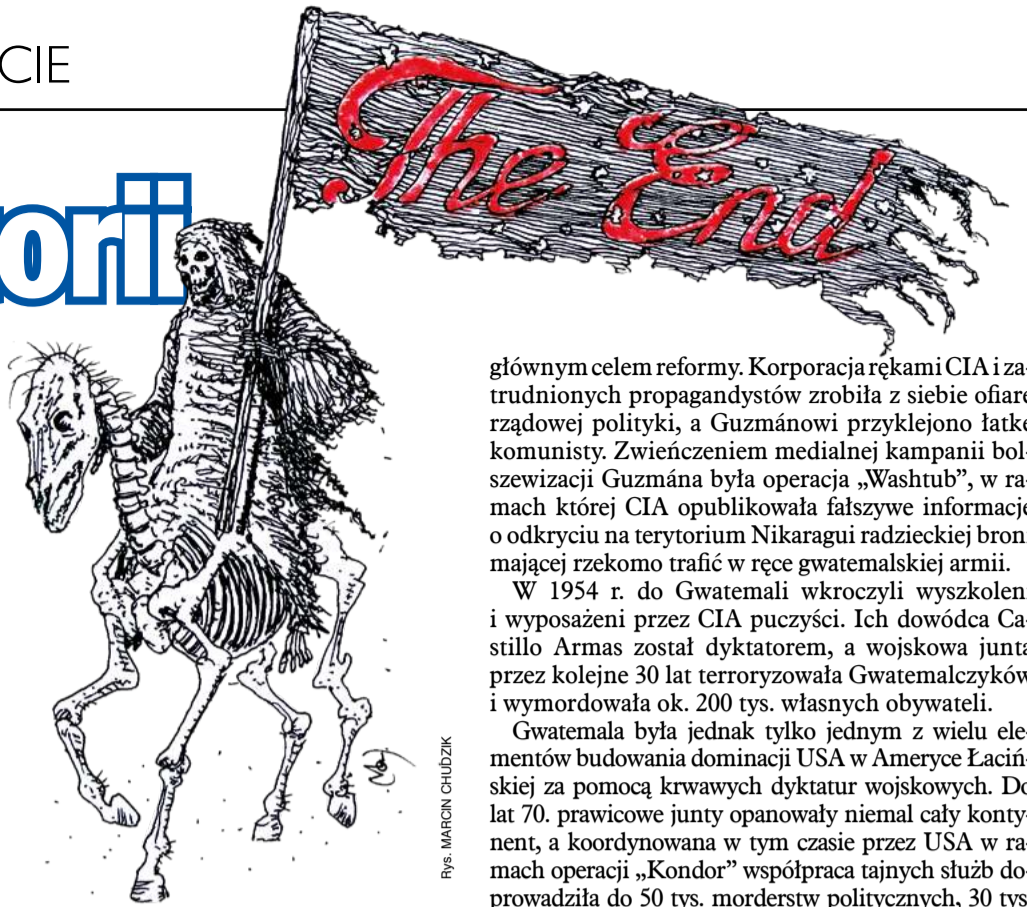 CIE
orii
The End
głównym celem reformy. Korporacja rękami CIA i za-
trudnionych propagandystów zrobiła z siebie ofiarę
rządowej polityki, a Guzmánowi przyklejono łatkę
komunisty. Zwieńczeniem medialnej kampanii bol-
szewizacji Guzmána była operacja „Washtub”, w ra-
mach której CIA opublikowała fałszywe informacje
o odkryciu na terytorium Nikaragui radzieckiej broni
mającej rzekomo trafić w ręce gwatemalskiej armii.
W 1954 r. do Gwatemali wkroczyli wyszkoleni
i wyposażeni przez CIA puczyści. Ich dowódca Ca-
stillo Armas został dyktatorem, a wojskowa junta
przez kolejne 30 lat terroryzowała Gwatemalczyków
i wymordowała ok. 200 tys. własnych obywateli.
Gwatemala była jednak tylko jednym z wielu ele-
mentów budowania dominacji USA w Ameryce Łaciń-
skiej za pomocą krwawych dyktatur wojskowych. Do
lat 70. prawicowe junty opanowały niemal cały konty-
nent, a koordynowana w tym czasie przez USA w ra-
mach operacji „Kondor” współpraca tajnych służb do-
prowadziła do 50 tys. morderstw politycznych, 30 tys.
Rys. MARCIN CHUDZIK